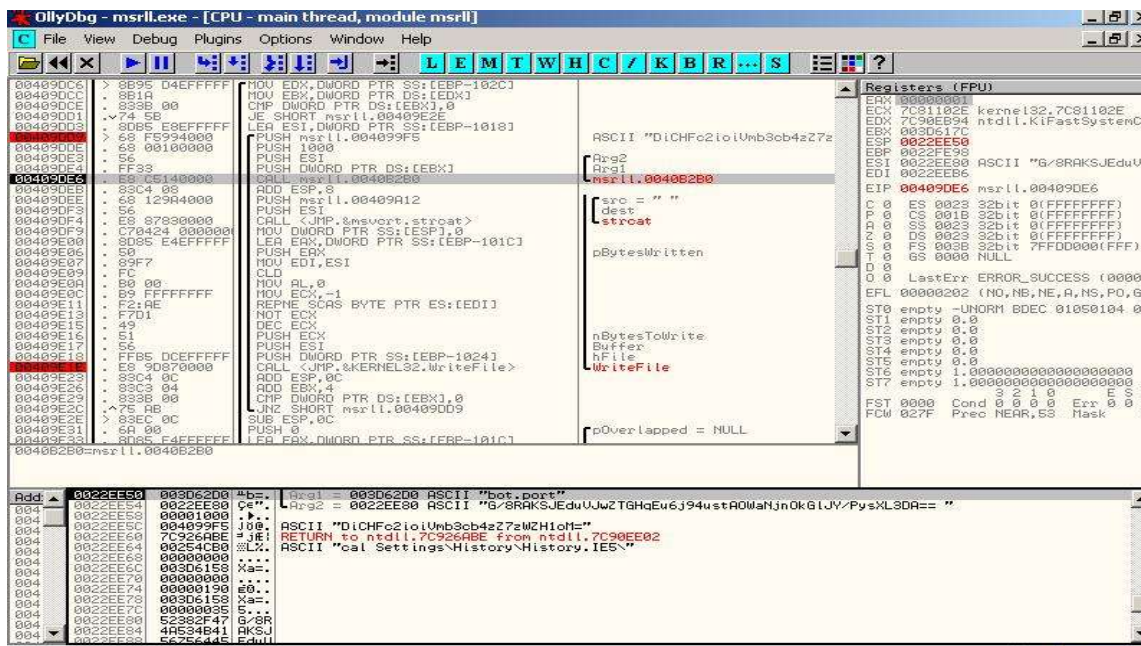 OllyDbg - msrll.exe - [CPU - main thread, module msrll]
C File View Debug Plugins Options Window Help
L E M T W H C / K B R ... S ?
00409DC6 > 8B95 D4EFFFFF MOV EDX,DWORD PTR SS:[EBP-102C]
00409DCC . 8B1A MOV EBX,DWORD PTR DS:[EDX]
00409DCE . 833B 00 CMP DWORD PTR DS:[EBX],0
.v74 5B JE SHORT msrll.00409E2E
00409DD3 . 8DB5 E8EFFFFF LEA ESI,DWORD PTR SS:[EBP-1018]
00409DD9 > 68 F5994000 PUSH msrll.004099F5 ASCII "DiCHFc2ioiVmb3cb4zZ7z
00409DDE . 68 00100000 PUSH 1000
00409DE3 . 56 PUSH ESI Arg2
00409DE4 . FF33 PUSH DWORD PTR DS:[EBX] Arg1
00409DE6 . E8 C5140000 CALL msrll.0040B2B0 msrll.0040B2B0
00409DEB . 83C4 08 ADD ESP,8
00409DEE . 68 129A4000 PUSH msrll.00409A12 src = " "
00409DF3 . 56 PUSH ESI dest
00409DF4 . E8 87830000 CALL <JMP.&msvcrt.strcat> strcat
00409DF9 . C70424 0000000 MOV DWORD PTR SS:[ESP],0
00409E00 . 8D85 E4EFFFFF LEA EAX,DWORD PTR SS:[EBP-101C]
00409E06 . 50 PUSH EAX pBytesWritten
00409E07 . 89F7 MOV EDI,ESI
00409E09 . FC CLD
00409E0A . B0 00 MOV AL,0
00409E0C . B9 FFFFFFFF MOV ECX,-1
00409E11 . F2:AE REPNE SCAS BYTE PTR ES:[EDI]
00409E13 . F7D1 NOT ECX
00409E15 . 49 DEC ECX
00409E16 . 51 PUSH ECX nBytesToWrite
00409E17 . 56 PUSH ESI Buffer
00409E18 . FFB5 DCEFFFFF PUSH DWORD PTR SS:[EBP-1024] hFile
00409E1E . E8 9D870000 CALL <JMP.&KERNEL32.WriteFile> WriteFile
00409E23 . 83C4 0C ADD ESP,0C
00409E26 . 83C3 04 ADD EBX,4
00409E29 . 833B 00 CMP DWORD PTR DS:[EBX],0
00409E2C .^75 AB JNZ SHORT msrll.00409DD9
00409E2E > 83EC 0C SUB ESP,0C
00409E31 . 6A 00 PUSH 0 pOverlapped = NULL
00409E33 . 8D85 E4EFFFFF LEA EAX,DWORD PTR SS:[EBP-101C]
0040B2B0=msrll.0040B2B0
Registers (FPU)
EAX 00000001
ECX 7C81102E kernel32.7C81102E
EDX 7C90EB94 ntdll.KiFastSystemC
EBX 003D617C
ESP 0022EE50
EBP 0022FE98
ESI 0022EE80 ASCII "G/8RAKSJEduV
EDI 0022EEB6
EIP 00409DE6 msrll.00409DE6
C 0 ES 0023 32bit 0(FFFFFFFF)
P 0 CS 001B 32bit 0(FFFFFFFF)
A 0 SS 0023 32bit 0(FFFFFFFF)
Z 0 DS 0023 32bit 0(FFFFFFFF)
S 0 FS 003B 32bit 7FFDD000(FFF)
T 0 GS 0000 NULL
D 0
O 0 LastErr ERROR_SUCCESS (0000
EFL 00000202 (NO,NB,NE,A,NS,PO,G
ST0 empty -UNORM BDEC 01050104 0
ST1 empty 0.0
ST2 empty 0.0
ST3 empty 0.0
ST4 empty 0.0
ST5 empty 0.0
ST6 empty 1.0000000000000000000
ST7 empty 1.0000000000000000000
3 2 1 0 E S
FST 0000 Cond 0 0 0 0 Err 0 0
FCW 027F Prec NEAR,53 Mask
Add
0022EE50 003D62D0 Arg1 = 003D62D0 ASCII "bot.port"
0022EE54 0022EE80 Arg2 = 0022EE80 ASCII "G/8RAKSJEduVJwZTGHqEu6j94ustAOWaNjnOkGlJY/PysXL3DA== "
0022EE58 00001000
0022EE5C 004099F5 ASCII "DiCHFc2ioiVmb3cb4zZ7zWZH1oM="
0022EE60 7C926ABE RETURN to ntdll.7C926ABE from ntdll.7C90EE02
0022EE64 00254CB0 ASCII "cal Settings\History\History.IE5\"
0022EE68 00000000 ....
0022EE6C 003D6158 Xa=.
0022EE70 00000000 ....
0022EE74 00000190
0022EE78 003D6158 Xa=.
0022EE7C 00000035 5...
0022EE80 52382F47 G/8R
0022EE84 4A534B41 AKSJ
0022EE88 56756445 EduV